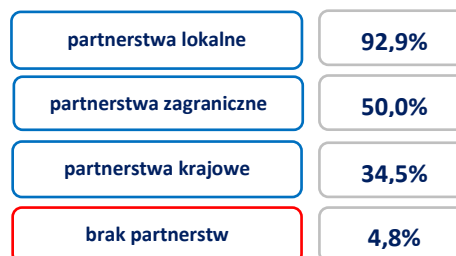 partnerstwa lokalne 92,9%
partnerstwa zagraniczne 50,0%
partnerstwa krajowe 34,5%
brak partnerstw 4,8%